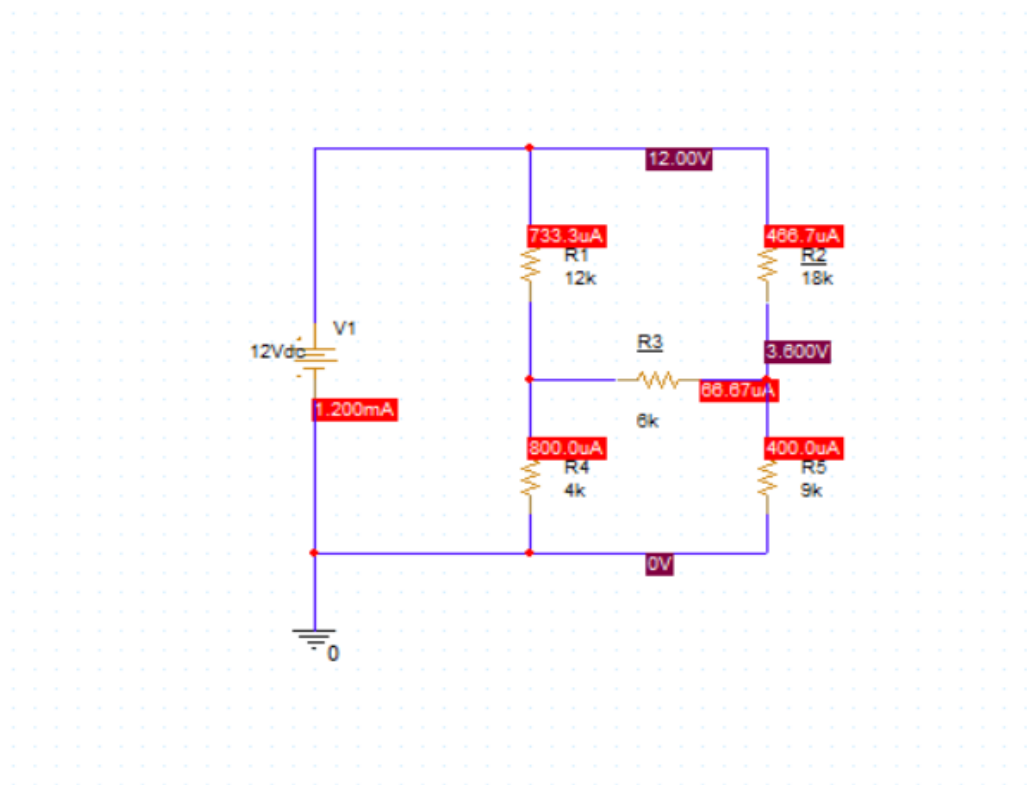 12.00V
733.3uA
R1
12k
466.7uA
R2
18k
V1
12Vdc
1.200mA
R3
6k
3.600V
66.67uA
800.0uA
R4
4k
400.0uA
R5
9k
0V
0